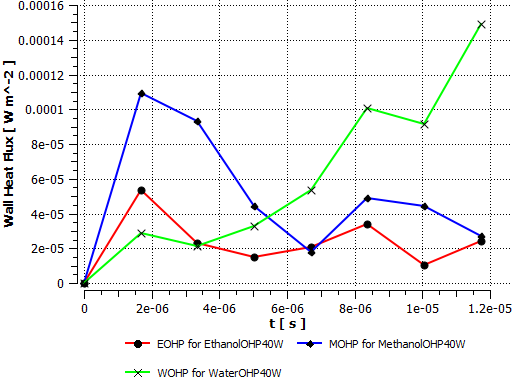 0.00016
0.00014
0.00012
0.0001
8e-05
6e-05
4e-05
2e-05
0
Wall Heat Flux [ W m^-2 ]
0 2e-06 4e-06 6e-06 8e-06 1e-05 1.2e-05
t [ s ]
EOHP for EthanolOHP40W MOHP for MethanolOHP40W
WOHP for WaterOHP40W